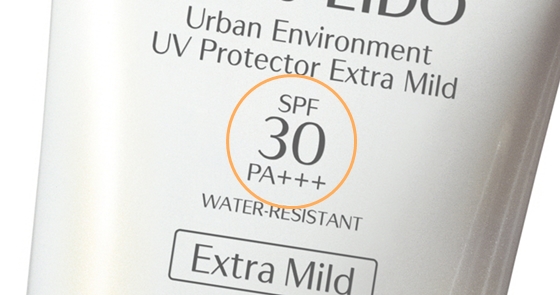 Urban Environment
UV Protector Extra Mild
SPF
30
PA+++
WATER-RESISTANT
Extra Mild